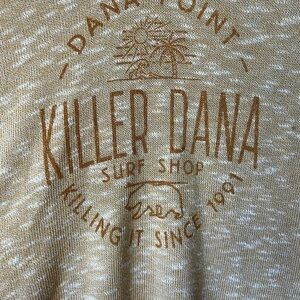 - DANA POINT -
KILLER DANA
SURF SHOP
KILLING IT SINCE 1991